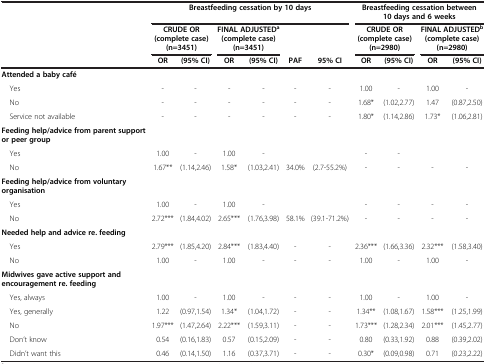 Breastfeeding cessation by 10 days Breastfeeding cessation between 10 days and 6 weeks
CRUDE OR (complete case) (n=3451) FINAL ADJUSTEDa (complete case) (n=3451) CRUDE OR (complete case) (n=2980) FINAL ADJUSTEDb (complete case) (n=2980)
OR (95% CI) OR (95% CI) PAF 95% CI OR (95% CI) OR (95% CI)
Attended a baby café
Yes - - - - - - 1.00 - 1.00 -
No - - - - - - 1.68* (1.02,2.77) 1.47 (0.87,2.50)
Service not available - - - - - - 1.80* (1.14,2.86) 1.73* (1.06,2.81)
Feeding help/advice from parent support
or peer group
Yes 1.00 - 1.00 - - -
No 1.67** (1.14,2.46) 1.58* (1.03,2.41) 34.0% (2.7-55.2%) - - - -
Feeding help/advice from voluntary
organisation
Yes 1.00 - 1.00 - - - - -
No 2.72*** (1.84,4.02) 2.65*** (1.76,3.98) 58.1% (39.1-71.2%) - - - -
Needed help and advice re. feeding
Yes 2.79*** (1.85,4.20) 2.84*** (1.83,4.40) - - 2.36*** (1.66,3.36) 2.32*** (1.58,3.40)
No 1.00 - 1.00 - - - 1.00 - 1.00 -
Midwives gave active support and
encouragement re. feeding
Yes, always 1.00 - 1.00 - - - 1.00 - 1.00 -
Yes, generally 1.22 (0.97,1.54) 1.34* (1.04,1.72) - - 1.34** (1.08,1.67) 1.58*** (1.25,1.99)
No 1.97*** (1.47,2.64) 2.22*** (1.59,3.11) - - 1.73*** (1.28,2.34) 2.01*** (1.45,2.77)
Don't know 0.54 (0.16,1.83) 0.57 (0.15,2.09) - - 0.80 (0.33,1.92) 0.88 (0.39,2.02)
Didn't want this 0.46 (0.14,1.50) 1.16 (0.37,3.71) - - 0.30* (0.09,0.98) 0.71 (0.23,2.22)